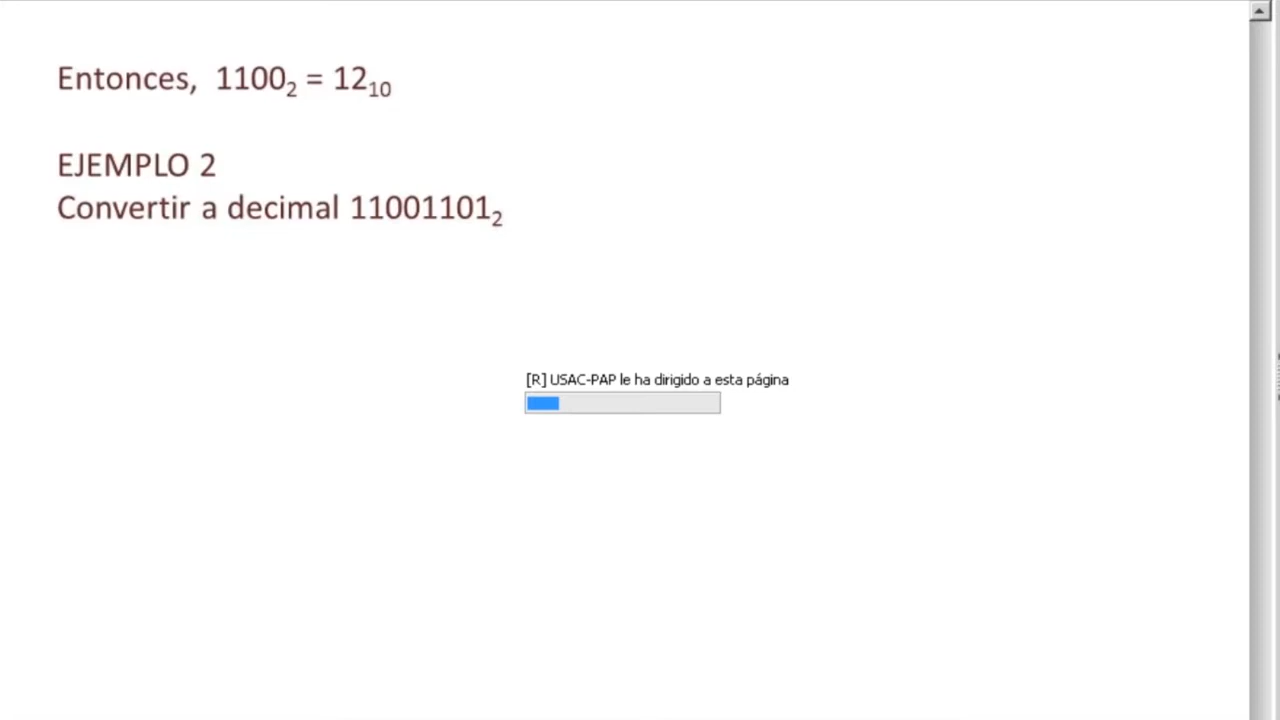 Entonces, 1100₂ = 12₁₀
EJEMPLO 2
Convertir a decimal 11001101₂
[R] USAC-PAP le ha dirigido a esta página